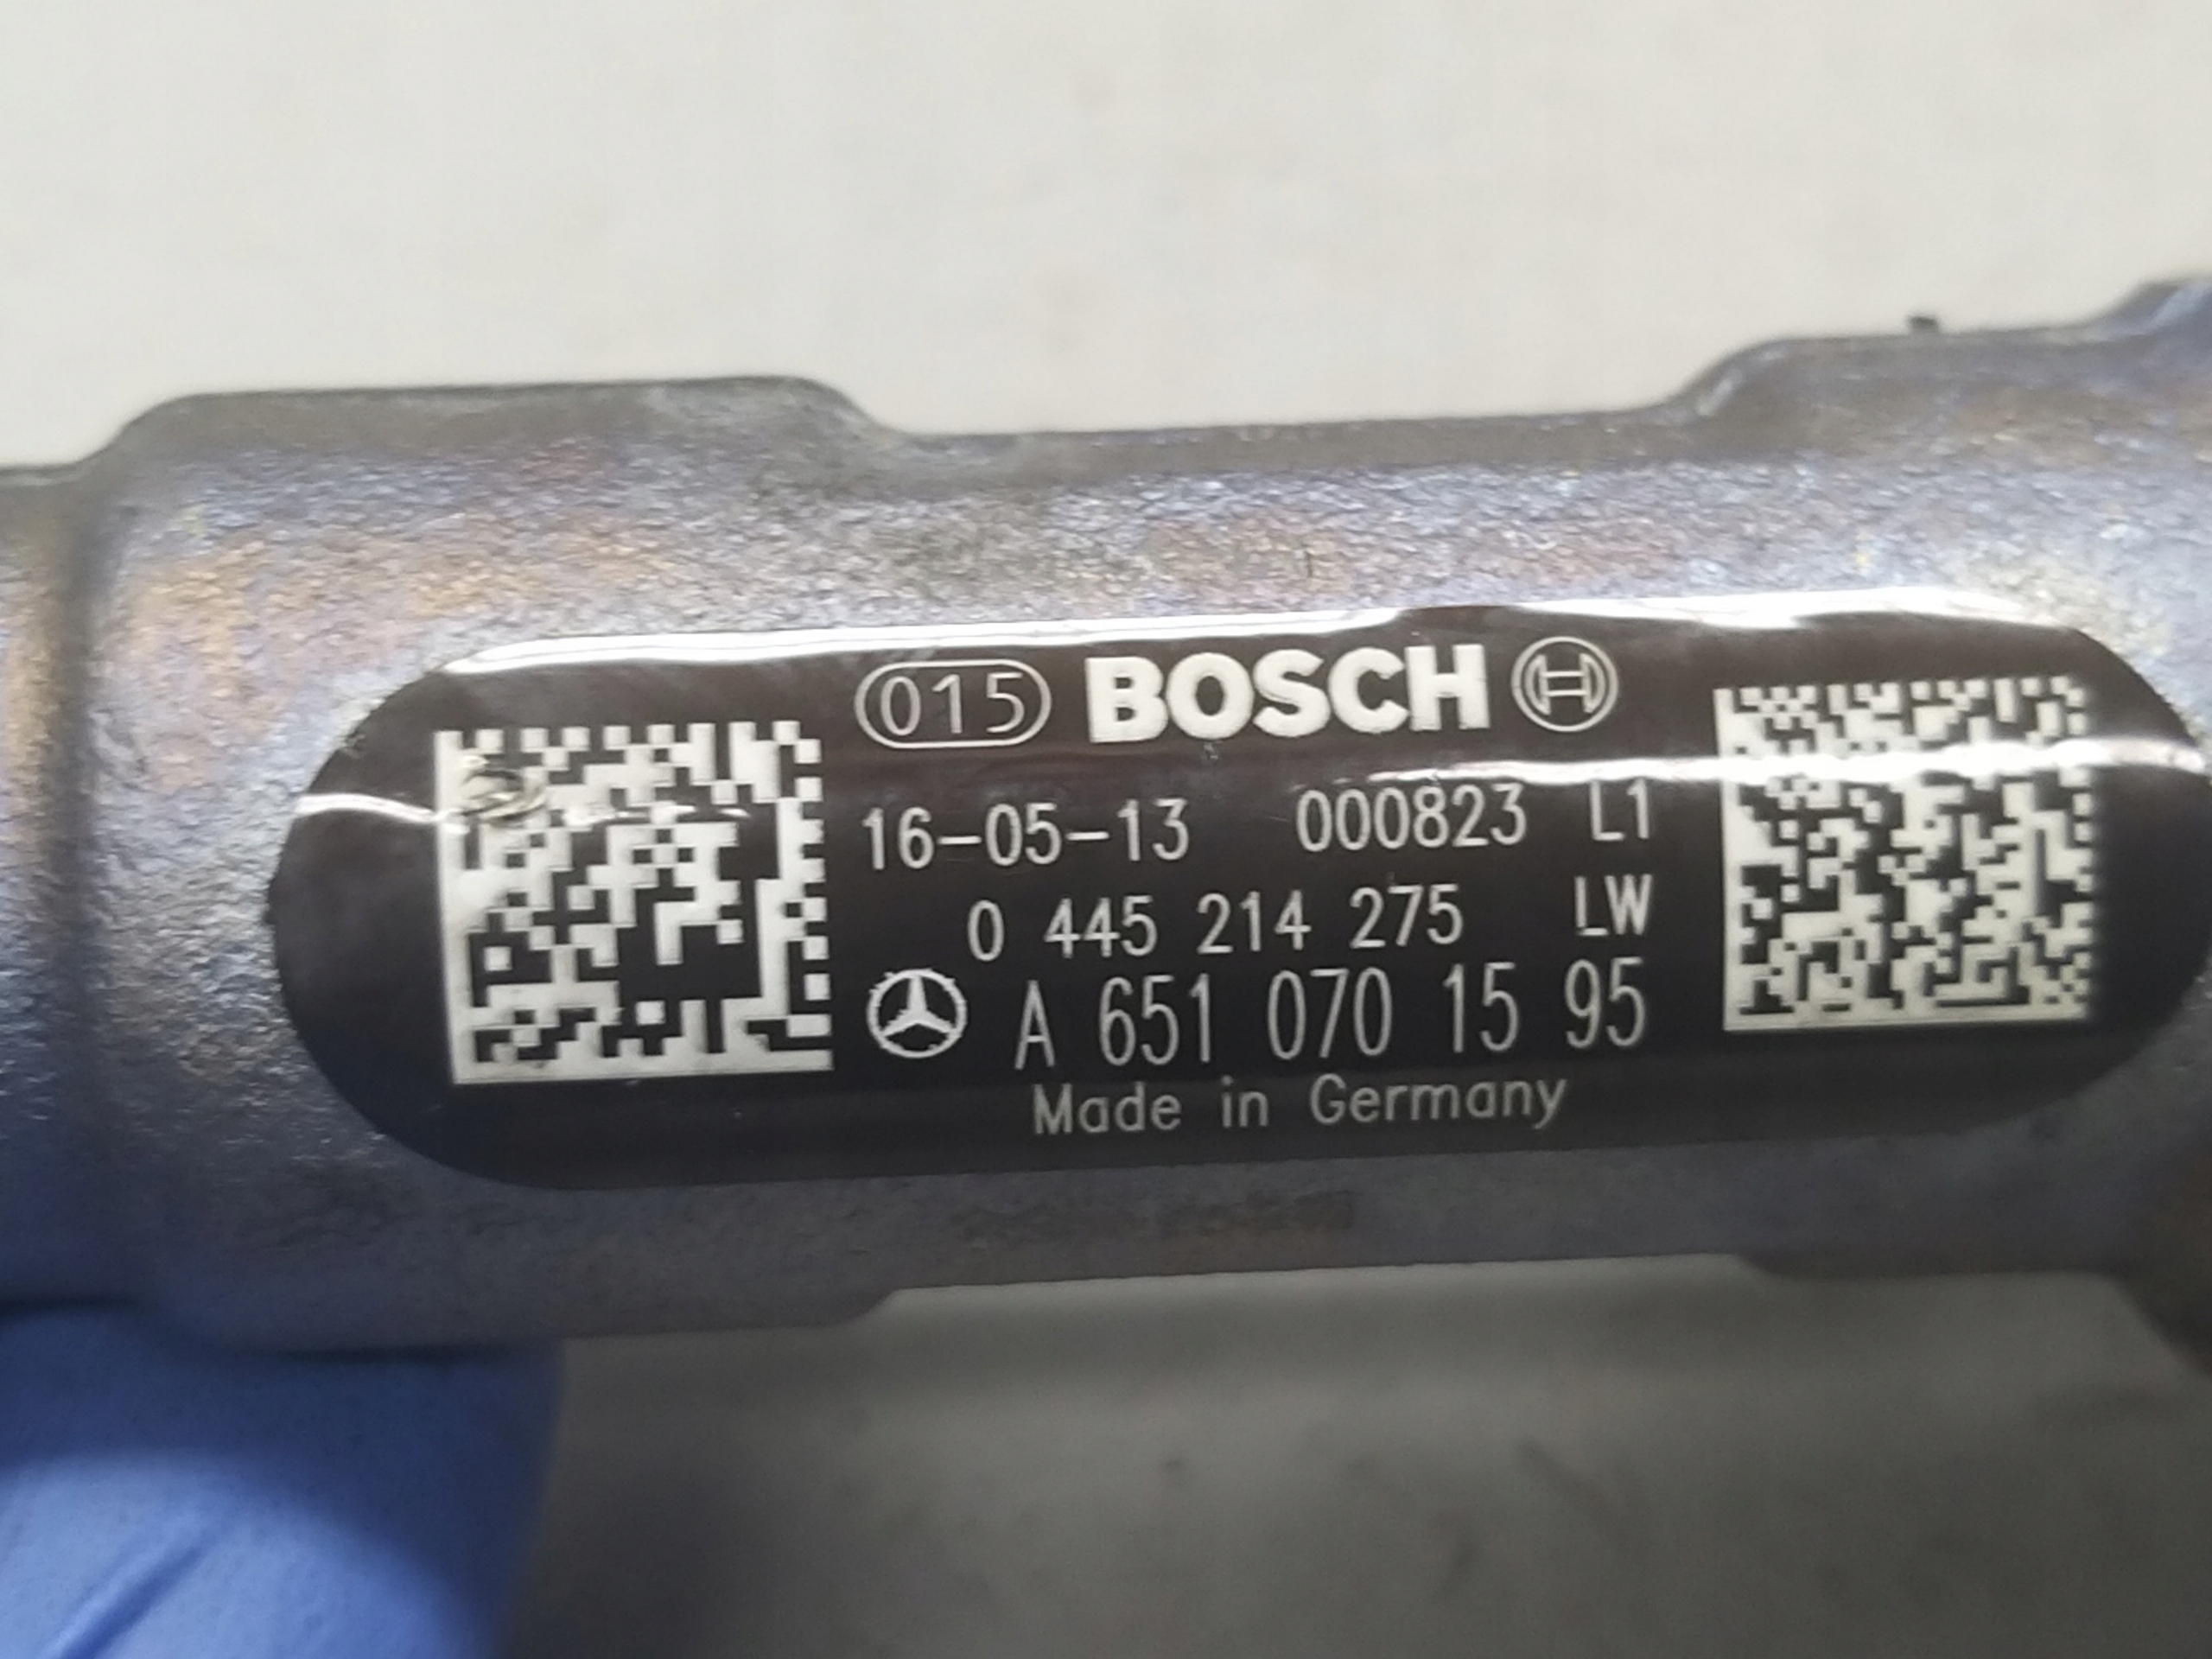 015 BOSCH
16-05-13 000823 L1
0 445 214 275 LW
A 651 070 15 95
Made in Germany